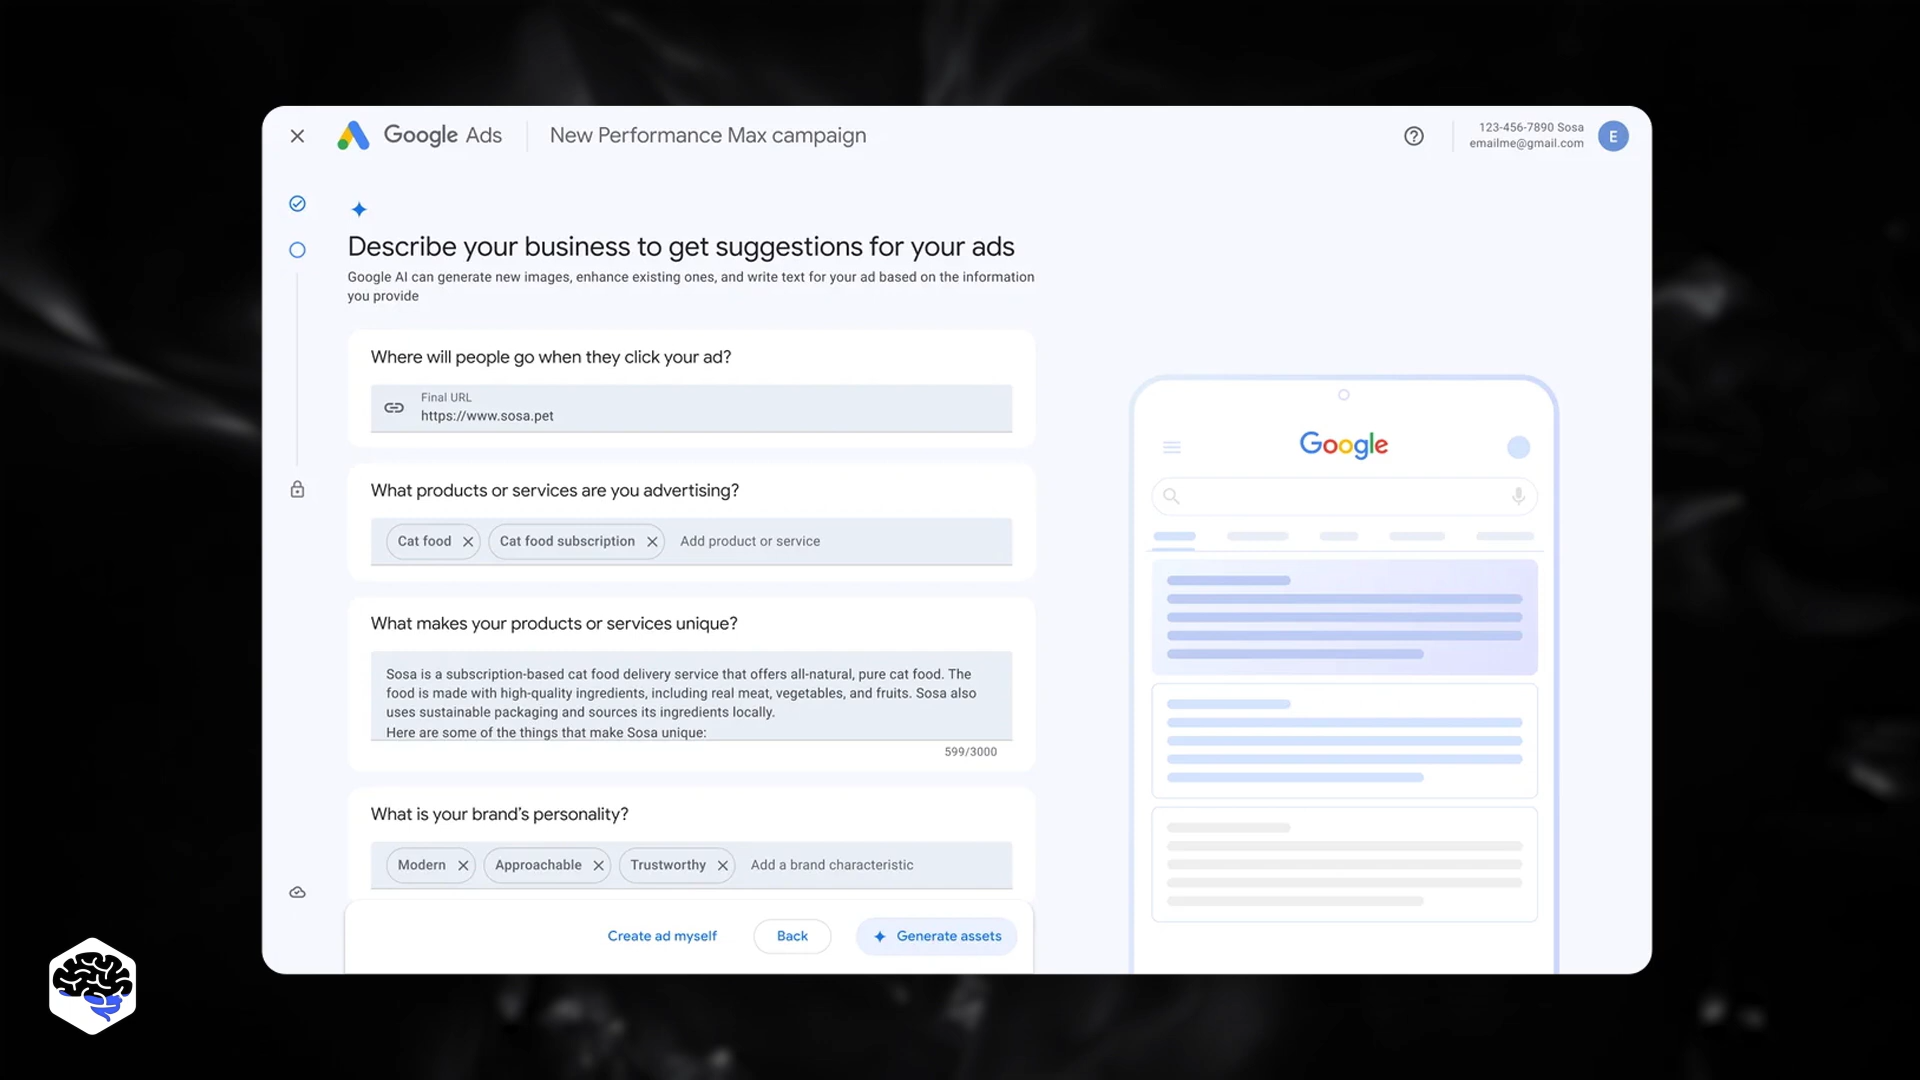 Google Ads
New Performance Max campaign
123-456-7890 Sosa
emailme@gmail.com
E
Describe your business to get suggestions for your ads
Google AI can generate new images, enhance existing ones, and write text for your ad based on the information
you provide
Where will people go when they click your ad?
Final URL
https://www.sosa.pet
What products or services are you advertising?
Cat food
Cat food subscription
Add product or service
What makes your products or services unique?
Sosa is a subscription-based cat food delivery service that offers all-natural, pure cat food. The
food is made with high-quality ingredients, including real meat, vegetables, and fruits. Sosa also
uses sustainable packaging and sources its ingredients locally.
Here are some of the things that make Sosa unique:
599/3000
What is your brand’s personality?
Modern
Approachable
Trustworthy
Add a brand characteristic
Create ad myself
Back
Generate assets
Google